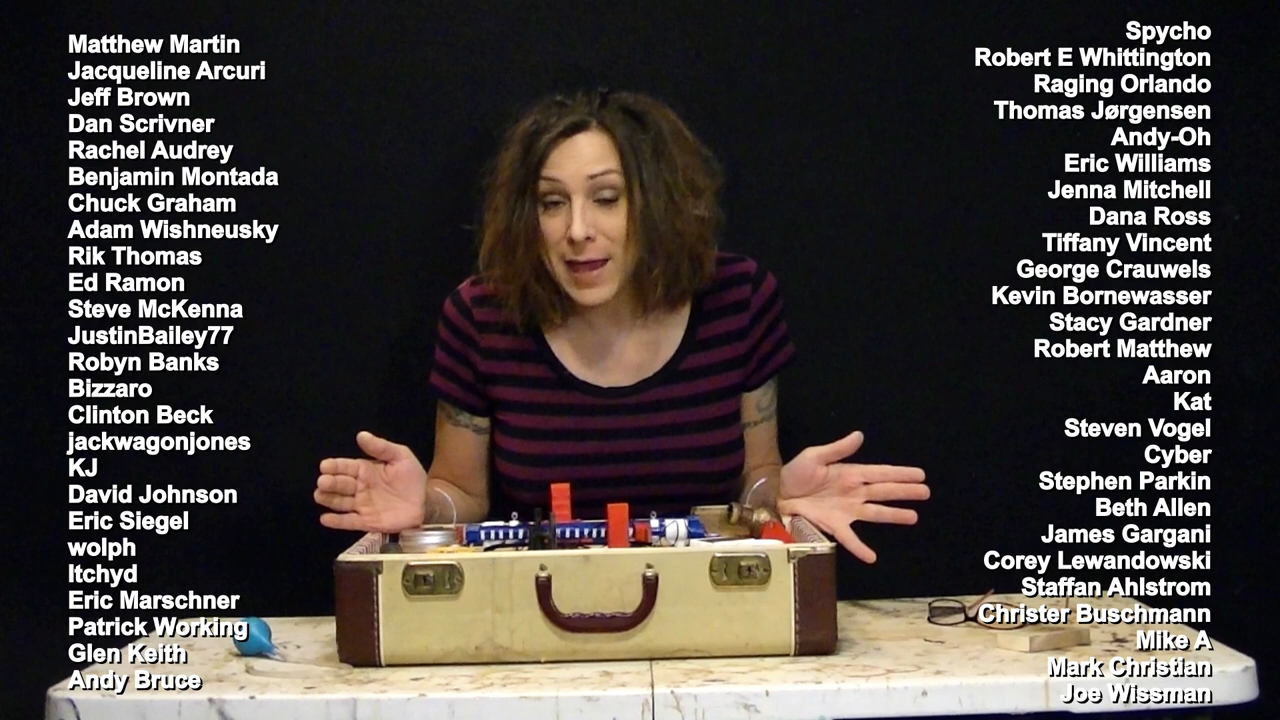 Matthew Martin
Jacqueline Arcuri
Jeff Brown
Dan Scrivner
Rachel Audrey
Benjamin Montada
Chuck Graham
Adam Wishneusky
Rik Thomas
Ed Ramon
Steve McKenna
JustinBailey77
Robyn Banks
Bizzaro
Clinton Beck
jackwagonjones
KJ
David Johnson
Eric Siegel
wolph
Itchyd
Eric Marschner
Patrick Working
Glen Keith
Andy Bruce
Spycho
Robert E Whittington
Raging Orlando
Thomas Jørgensen
Andy-Oh
Eric Williams
Jenna Mitchell
Dana Ross
Tiffany Vincent
George Crauwels
Kevin Bornewasser
Stacy Gardner
Robert Matthew
Aaron
Kat
Steven Vogel
Cyber
Stephen Parkin
Beth Allen
James Gargani
Corey Lewandowski
Staffan Ahlstrom
Christer Buschmann
Mike A
Mark Christian
Joe Wissman